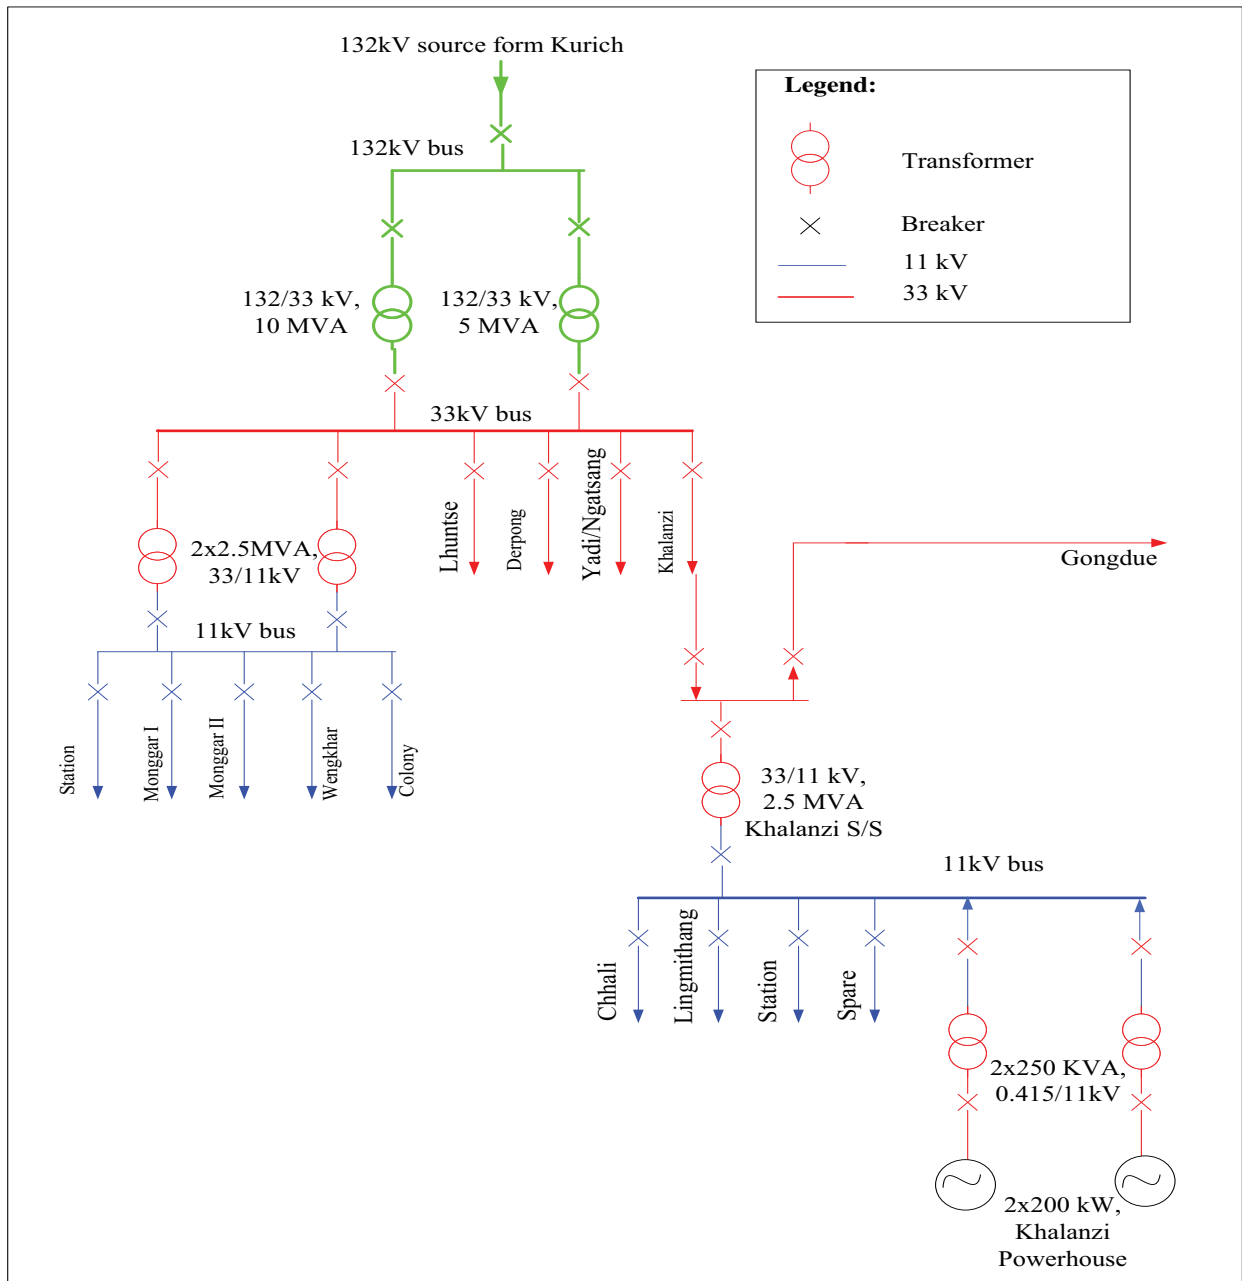 132kV source form Kurich
Legend:
Transformer
Breaker
11 kV
33 kV
132kV bus
132/33 kV,
10 MVA
132/33 kV,
5 MVA
33kV bus
2x2.5MVA,
33/11kV
Lhuntse
Derpong
Yadi/Ngatsang
Khalanzi
Gongdue
11kV bus
Station
Monggar I
Monggar II
Wengkhar
Colony
33/11 kV,
2.5 MVA
Khalanzi S/S
11kV bus
Chhali
Lingmithang
Station
Spare
2x250 KVA,
0.415/11kV
2x200 kW,
Khalanzi
Powerhouse